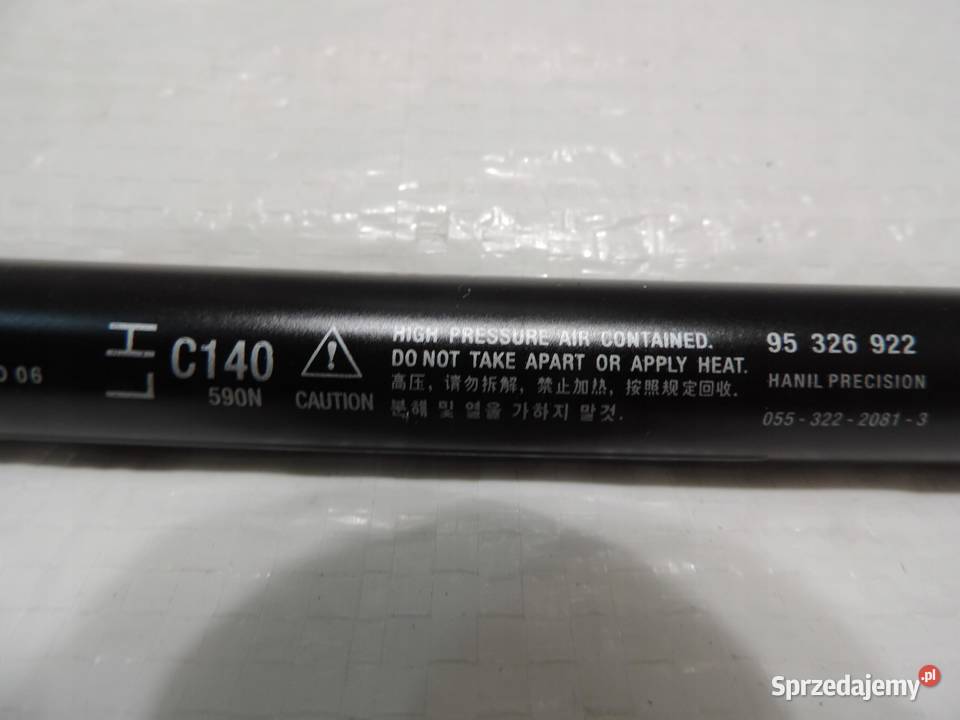 06
LH
C140
590N
CAUTION
HIGH PRESSURE AIR CONTAINED.
DO NOT TAKE APART OR APPLY HEAT.
高压，请勿拆解，禁止加热，按照规定回收.
분해 및 열을 가하지 말것.
95 326 922
HANIL PRECISION
055-322-2081-3
Sprzedajemy.pl